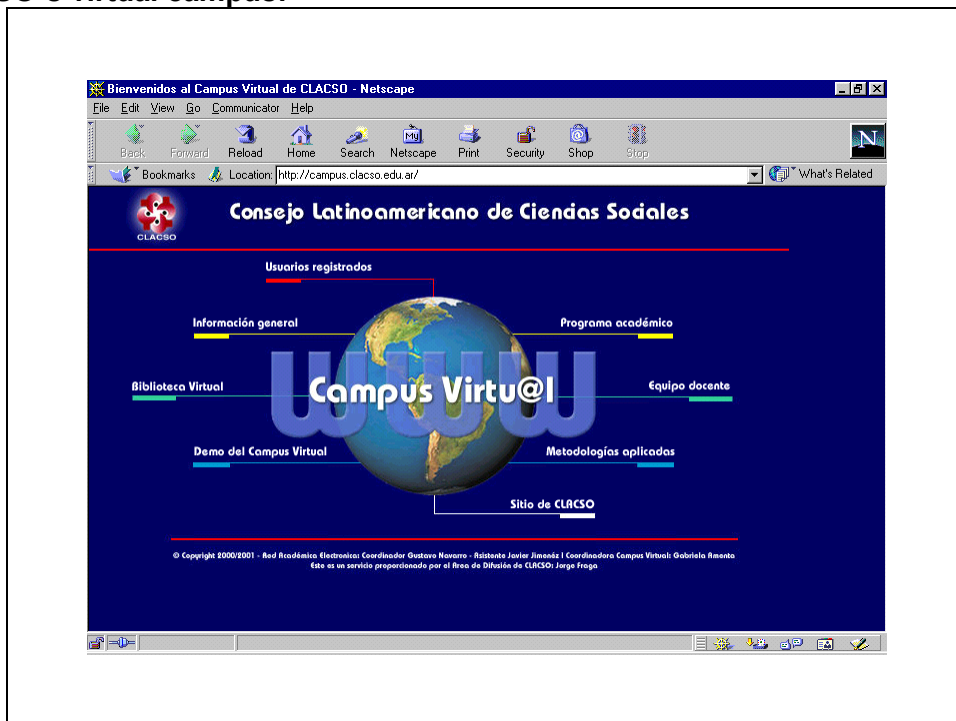 Bienvenidos al Campus Virtual de CLACSO - Netscape
File Edit View Go Communicator Help
Back Forward Reload Home Search Netscape Print Security Shop Stop
My
N
Bookmarks Location: http://campus.clacso.edu.ar/ What's Related
CLACSO
Consejo Latinoamericano de Ciencias Sociales
Usuarios registrados
Información general
Programa académico
WWW
Biblioteca Virtual
Campus Virtu@l
Equipo docente
Demo del Campus Virtual
Metodologías aplicadas
Sitio de CLACSO
© Copyright 2000/2001 - Red Académica Electronica: Coordinador Gustavo Navarro - Asistente Javier Jimenéz | Coordinadora Campus Virtual: Gabriela Amenta
Este es un servicio proporcionado por el Area de Difusión de CLACSO: Jorge Fraga